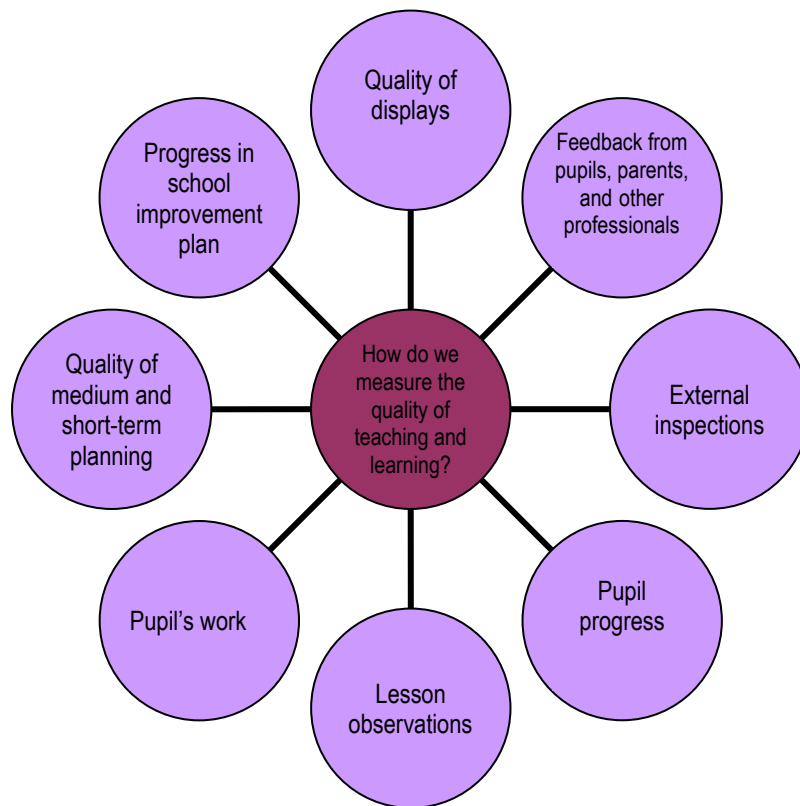 Quality of
displays
Feedback from
pupils, parents,
and other
professionals
External
inspections
Pupil
progress
Lesson
observations
Pupil’s work
Quality of
medium and
short-term
planning
Progress in
school
improvement
plan
How do we
measure the
quality of
teaching and
learning?